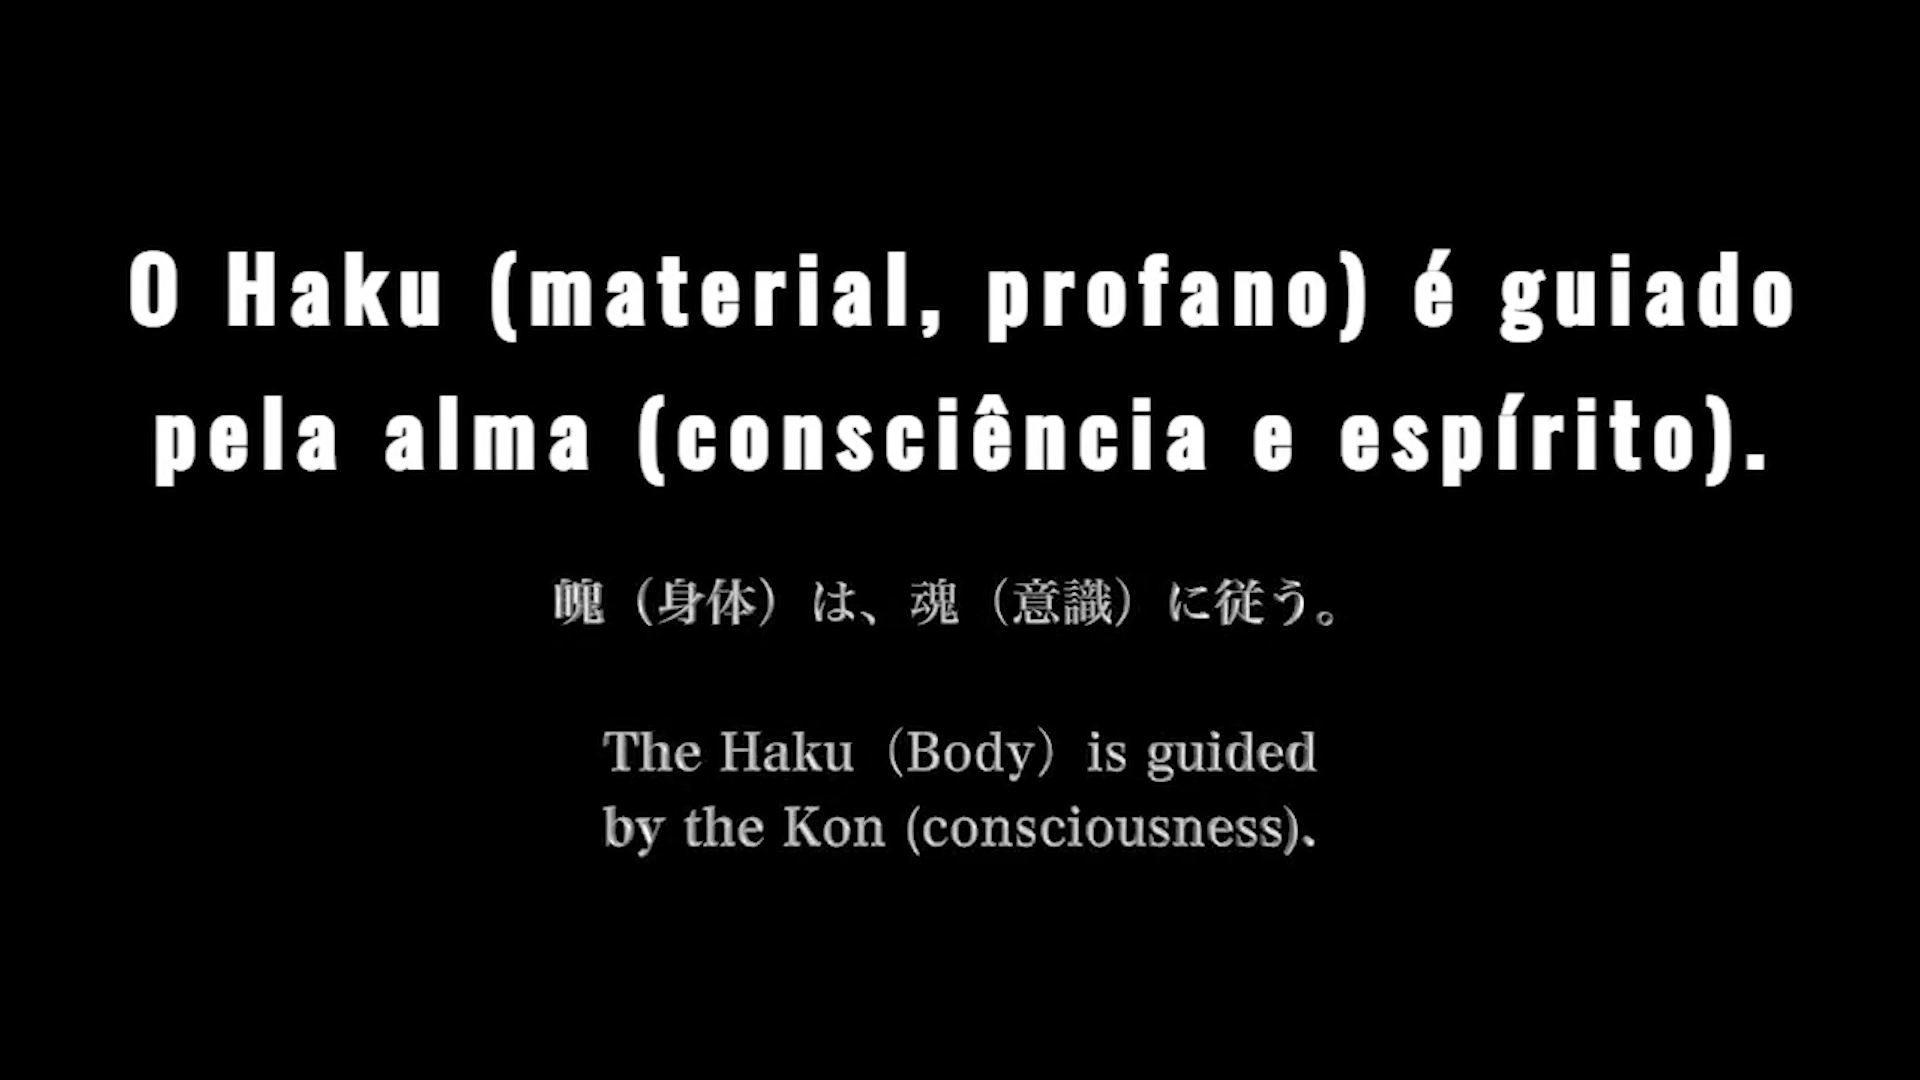 O Haku (material, profano) é guiado
pela alma (consciência e espírito).
魄（身体）は、魂（意識）に従う。
The Haku（Body）is guided
by the Kon (consciousness).